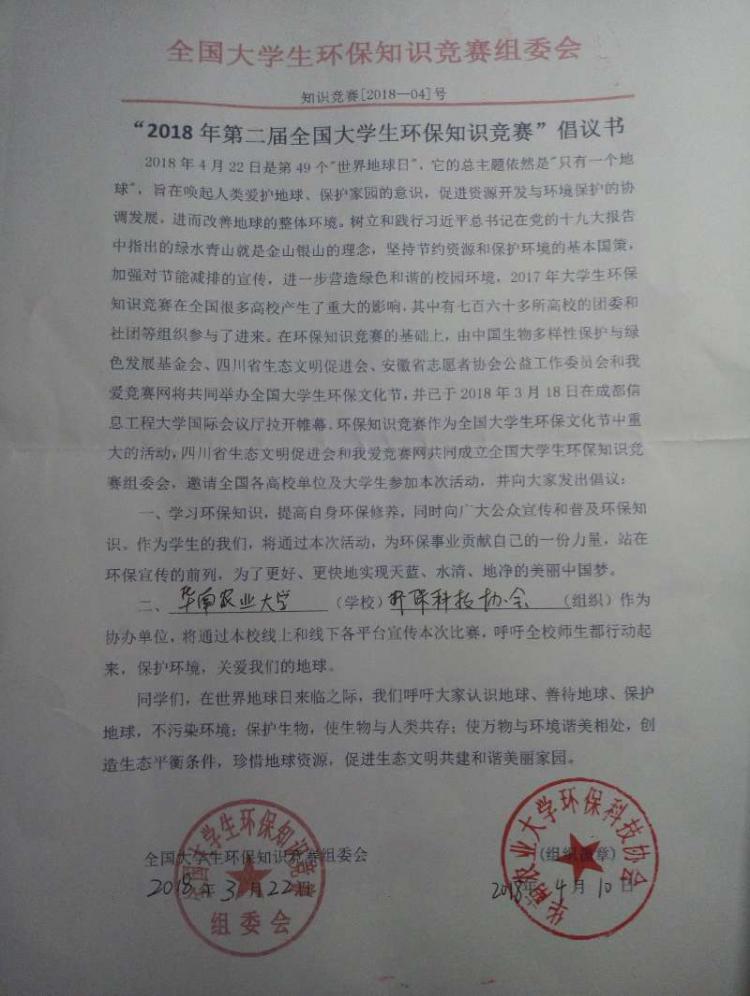 全国大学生环保知识竞赛组委会
知识竞赛[2018—04]号
“2018 年第二届全国大学生环保知识竞赛”倡议书
2018 年 4 月 22 日是第 49 个"世界地球日"，它的总主题依然是"只有一个地
球"，旨在唤起人类爱护地球、保护家园的意识，促进资源开发与环境保护的协
调发展，进而改善地球的整体环境。树立和践行习近平总书记在党的十九大报告
中指出的绿水青山就是金山银山的理念，坚持节约资源和保护环境的基本国策，
加强对节能减排的宣传，进一步营造绿色和谐的校园环境，2017 年大学生环保
知识竞赛在全国很多高校产生了重大的影响，其中有七百六十多所高校的团委和
社团等组织参与了进来。在环保知识竞赛的基础上，由中国生物多样性保护与绿
色发展基金会、四川省生态文明促进会、安徽省志愿者协会公益工作委员会和我
爱竞赛网将共同举办全国大学生环保文化节，并已于 2018 年 3 月 18 日在成都信
息工程大学国际会议厅拉开帷幕。环保知识竞赛作为全国大学生环保文化节中重
大的活动，四川省生态文明促进会和我爱竞赛网共同成立全国大学生环保知识竞
赛组委会，邀请全国各高校单位及大学生参加本次活动，并向大家发出倡议：
一、学习环保知识，提高自身环保修养，同时向广大公众宣传和普及环保知
识。作为学生的我们，将通过本次活动，为环保事业贡献自己的一份力量，站在
环保宣传的前列，为了更好、更快地实现天蓝、水清、地净的美丽中国梦。
二、华南农业大学（学校）环保科技协会（组织）作为
协办单位，将通过本校线上和线下各平台宣传本次比赛，呼吁全校师生都行动起
来，保护环境，关爱我们的地球。
同学们，在世界地球日来临之际，我们呼吁大家认识地球、善待地球、保护
地球，不污染环境；保护生物，使生物与人类共存；使万物与环境谐美相处，创
造生态平衡条件，珍惜地球资源，促进生态文明共建和谐美丽家园。
全国大学生环保知识竞赛组委会
(组织盖章)
2018 年 3 月 22 日
2018 年 4 月 10 日
全国大学生环保知识竞赛
组委会
华南农业大学环保科技协会